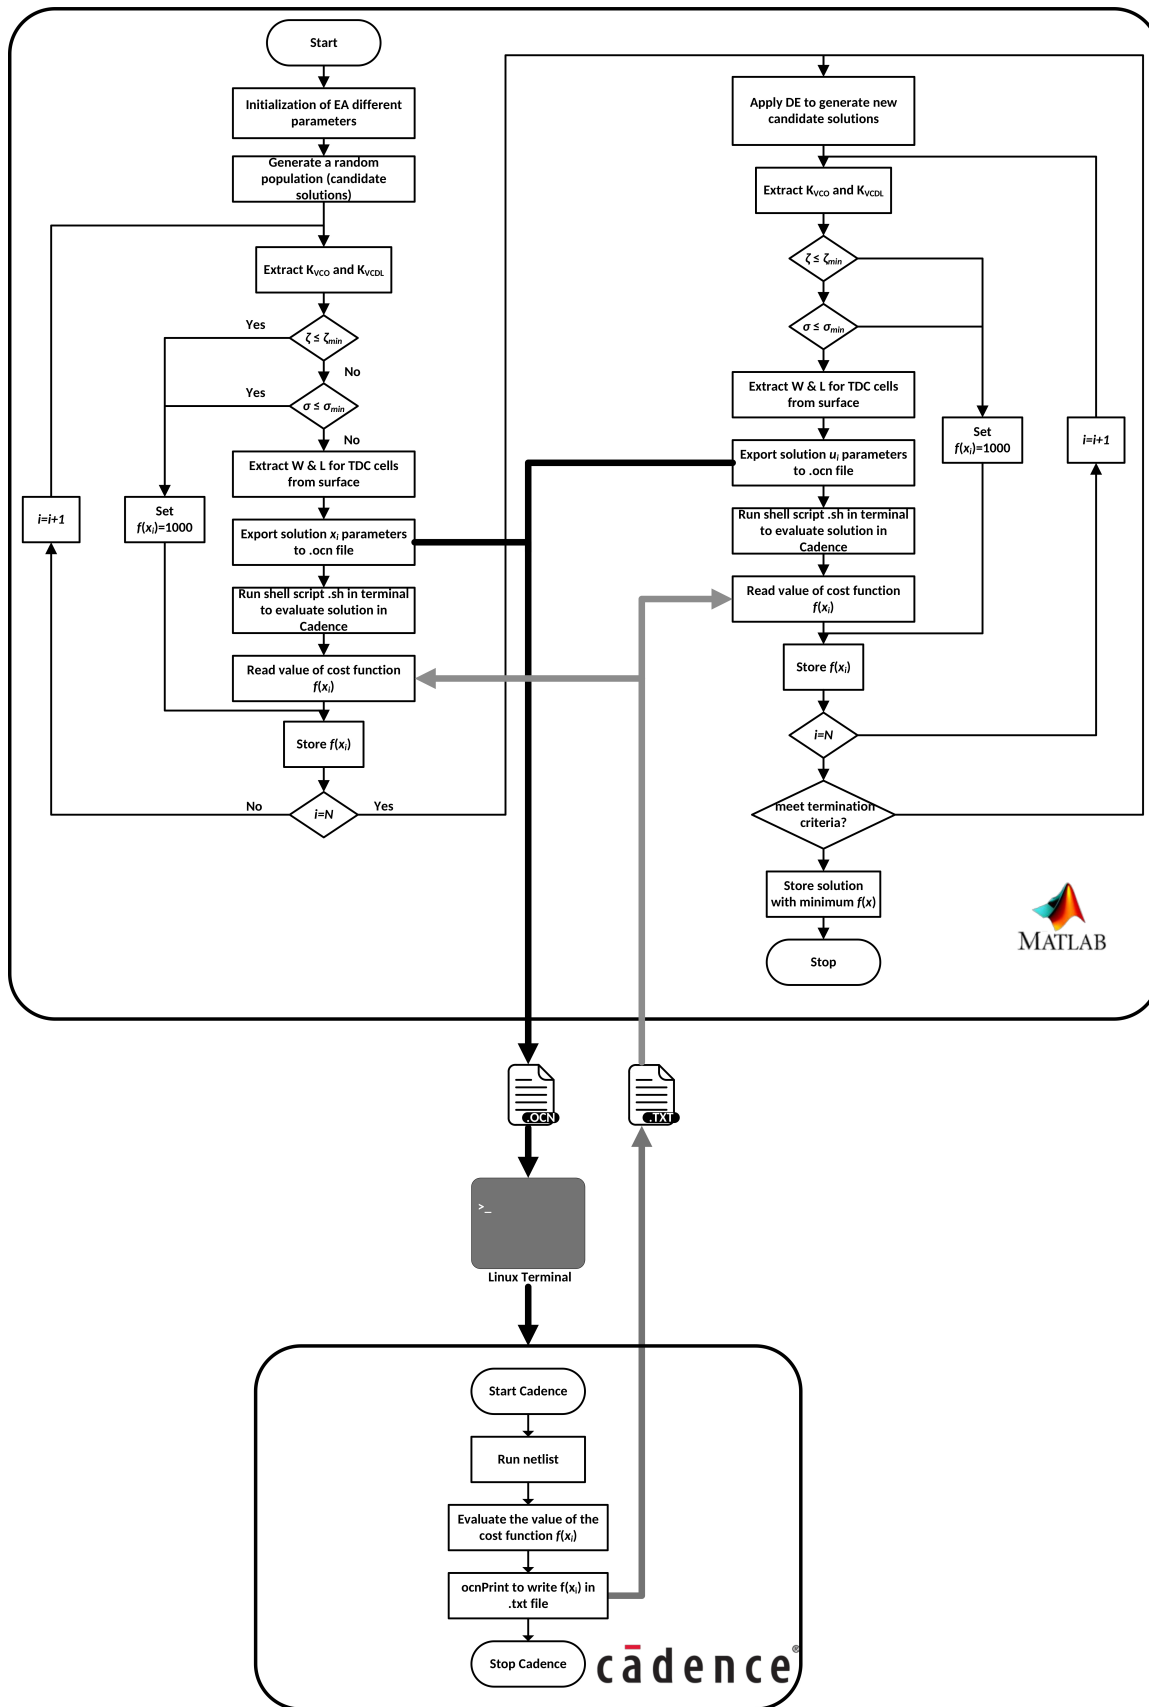 Start
Initialization of EA different
parameters
Generate a random
population (candidate
solutions)
Extract K_VCO and K_VCDL
Yes
ζ ≤ ζ_min
No
Yes
σ ≤ σ_min
No
Extract W & L for TDC cells
from surface
i=i+1
Set
f(x_i)=1000
Export solution x_i parameters
to .ocn file
Run shell script .sh in terminal
to evaluate solution in
Cadence
Read value of cost function
f(x_i)
Store f(x_i)
No
i=N
Yes
Apply DE to generate new
candidate solutions
Extract K_VCO and K_VCDL
ζ ≤ ζ_min
σ ≤ σ_min
Extract W & L for TDC cells
from surface
Set
f(x_i)=1000
i=i+1
Export solution u_i parameters
to .ocn file
Run shell script .sh in terminal
to evaluate solution in
Cadence
Read value of cost function
f(x_i)
Store f(x_i)
i=N
meet termination
criteria?
Store solution
with minimum f(x)
Stop
MATLAB
.OCN
.TXT
>_
Linux Terminal
Start Cadence
Run netlist
Evaluate the value of the
cost function f(x_i)
ocnPrint to write f(x_i) in
.txt file
Stop Cadence
cādence®